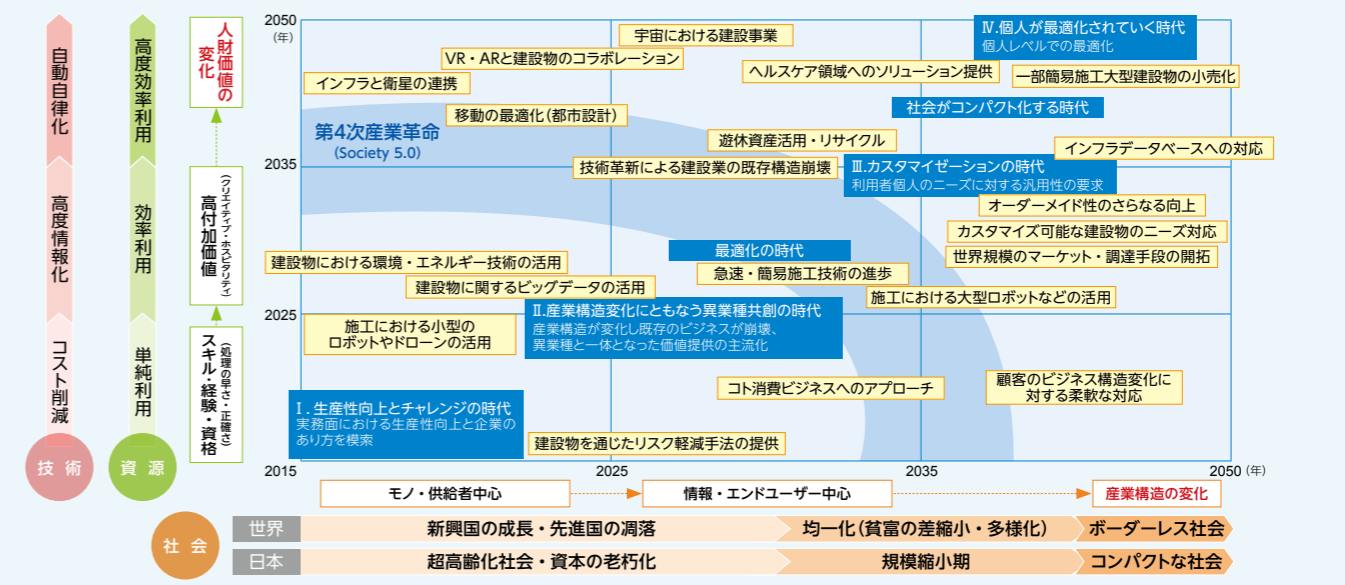 自動自律化
高度情報化
コスト削減
技 術
高度効率利用
効率利用
単純利用
資 源
人財価値の
変化
(クリエイティブ・ホスピタリティ)
高付加価値
(処理の早さ・正確さ)
スキル・経験・資格
2050
(年)
2035
2025
2015
宇宙における建設事業
VR・ARと建設物のコラボレーション
インフラと衛星の連携
移動の最適化(都市設計)
第4次産業革命
(Society 5.0)
Ⅳ.個人が最適化されていく時代
個人レベルでの最適化
ヘルスケア領域へのソリューション提供
一部簡易施工大型建設物の小売化
社会がコンパクト化する時代
遊休資産活用・リサイクル
インフラデータベースへの対応
技術革新による建設業の既存構造崩壊
Ⅲ.カスタマイゼーションの時代
利用者個人のニーズに対する汎用性の要求
オーダーメイド性のさらなる向上
カスタマイズ可能な建設物のニーズ対応
世界規模のマーケット・調達手段の開拓
最適化の時代
急速・簡易施工技術の進歩
施工における大型ロボットなどの活用
建設物における環境・エネルギー技術の活用
建設物に関するビッグデータの活用
Ⅱ.産業構造変化にともなう異業種共創の時代
産業構造が変化し既存のビジネスが崩壊、
異業種と一体となった価値提供の主流化
施工における小型の
ロボットやドローンの活用
コト消費ビジネスへのアプローチ
顧客のビジネス構造変化に
対する柔軟な対応
Ⅰ.生産性向上とチャレンジの時代
実務面における生産性向上と企業の
あり方を模索
建設物を通じたリスク軽減手法の提供
2025
2035
2050 (年)
モノ・供給者中心
情報・エンドユーザー中心
産業構造の変化
社 会
世界
新興国の成長・先進国の凋落
均一化(貧富の差縮小・多様化)
ボーダーレス社会
日本
超高齢化社会・資本の老朽化
規模縮小期
コンパクトな社会